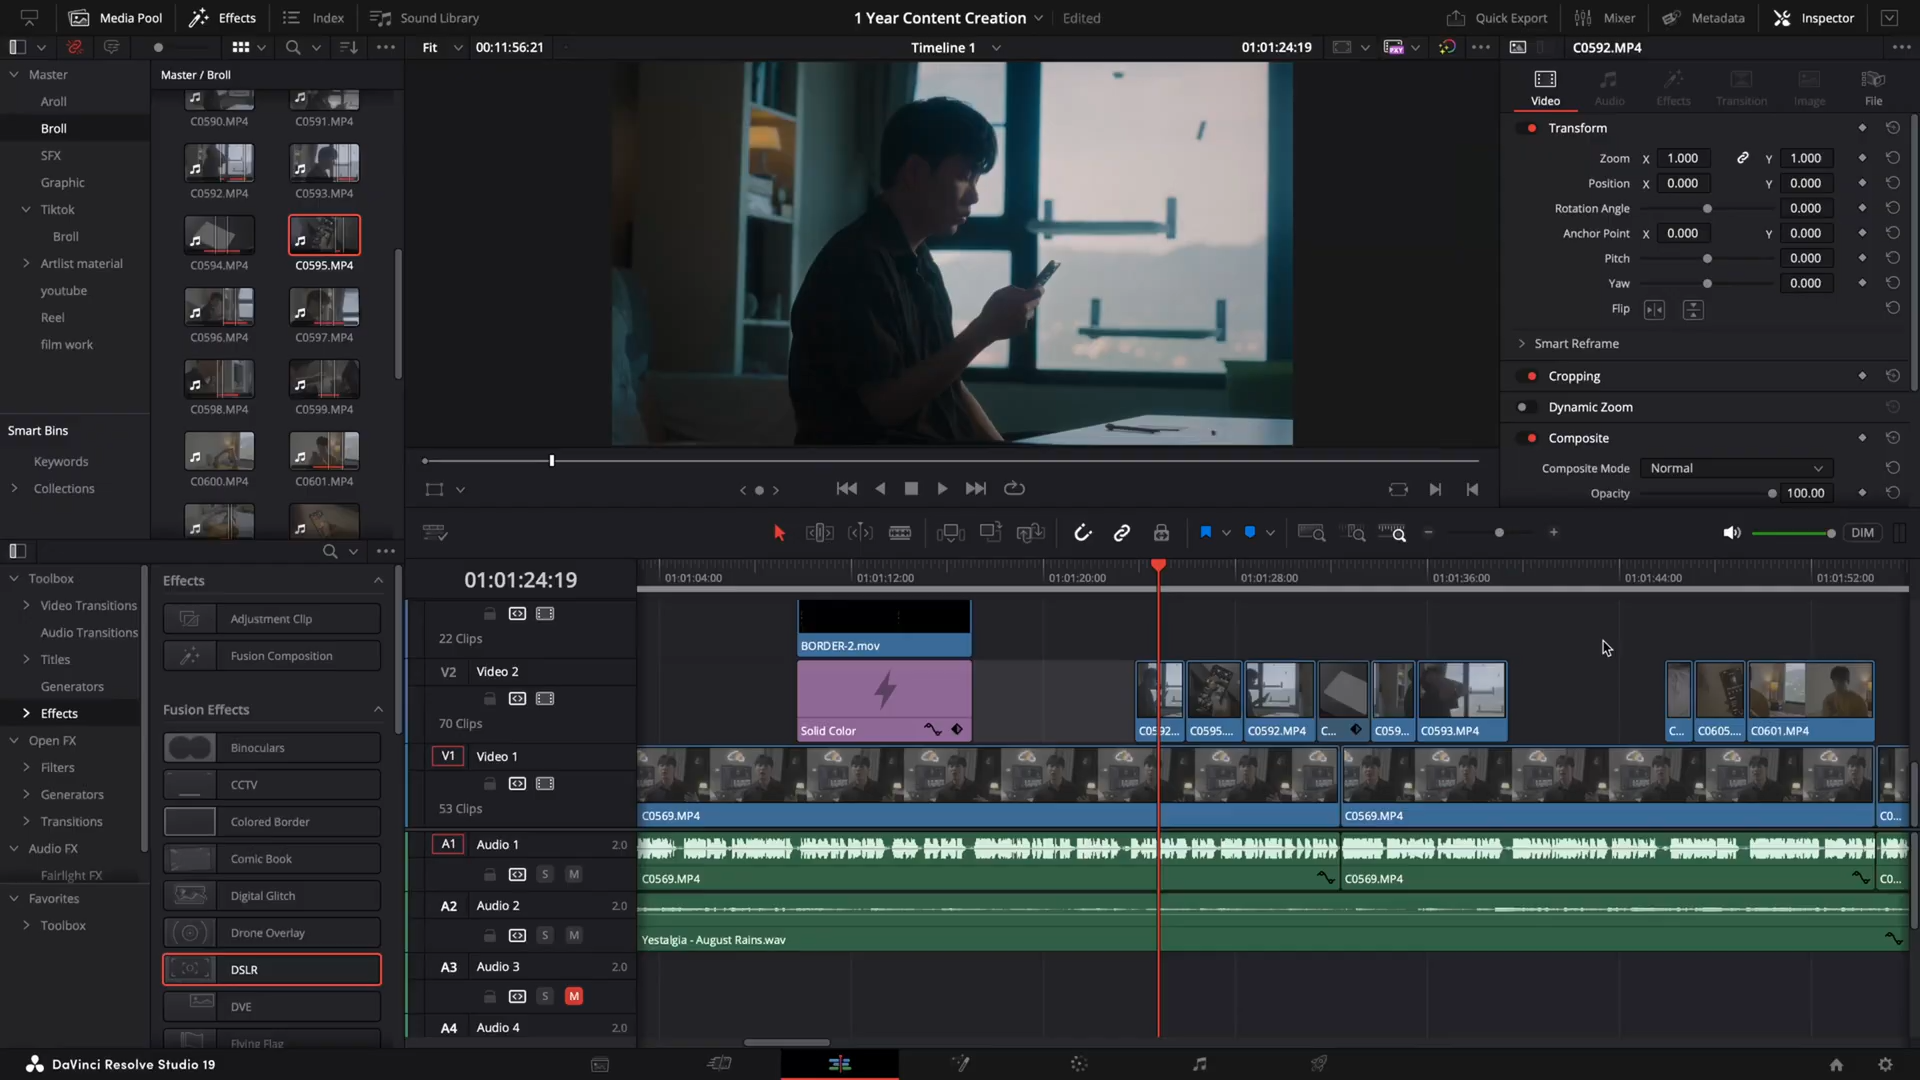 Media Pool
Effects
Index
Sound Library
1 Year Content Creation
Edited
Quick Export
Mixer
Metadata
Inspector
Fit
00:11:56:21
Timeline 1
01:01:24:19
C0592.MP4
Master
Aroll
Broll
SFX
Graphic
Tiktok
Broll
Artlist material
youtube
Reel
film work
Smart Bins
Keywords
Collections
Master / Broll
C0590.MP4
C0591.MP4
C0592.MP4
C0593.MP4
C0594.MP4
C0595.MP4
C0596.MP4
C0597.MP4
C0598.MP4
C0599.MP4
C0600.MP4
C0601.MP4
Video
Audio
Effects
Transition
Image
File
Transform
Zoom X 1.000 Y 1.000
Position X 0.000 Y 0.000
Rotation Angle 0.000
Anchor Point X 0.000 Y 0.000
Pitch 0.000
Yaw 0.000
Flip
Smart Reframe
Cropping
Dynamic Zoom
Composite
Composite Mode Normal
Opacity 100.00
DIM
Toolbox
Video Transitions
Audio Transitions
Titles
Generators
Effects
Open FX
Filters
Generators
Transitions
Audio FX
Fairlight FX
Favorites
Toolbox
Effects
Adjustment Clip
Fusion Composition
Fusion Effects
Binoculars
CCTV
Colored Border
Comic Book
Digital Glitch
Drone Overlay
DSLR
DVE
Flying Flag
01:01:24:19
01:01:04:00
01:01:12:00
01:01:20:00
01:01:28:00
01:01:36:00
01:01:44:00
01:01:52:00
22 Clips
BORDER-2.mov
V2 Video 2
70 Clips
Solid Color
C0592...
C0595....
C0592.MP4
C...
C059...
C0593.MP4
C...
C0605....
C0601.MP4
V1 Video 1
53 Clips
C0569.MP4
C0569.MP4
C0...
A1 Audio 1 2.0
S M
C0569.MP4
C0569.MP4
C0...
A2 Audio 2 2.0
S M
Yestalgia - August Rains.wav
A3 Audio 3 2.0
S M
A4 Audio 4 2.0
DaVinci Resolve Studio 19